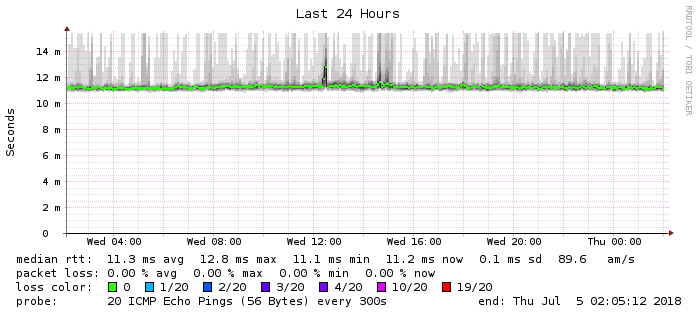 Last 24 Hours
RRDTOOL / TOBI OETIKER
Seconds
14 m
12 m
10 m
8 m
6 m
4 m
2 m
0
Wed 04:00 Wed 08:00 Wed 12:00 Wed 16:00 Wed 20:00 Thu 00:00
median rtt: 11.3 ms avg 12.8 ms max 11.1 ms min 11.2 ms now 0.1 ms sd 89.6 am/s
packet loss: 0.00 % avg 0.00 % max 0.00 % min 0.00 % now
loss color: 0 1/20 2/20 3/20 4/20 10/20 19/20
probe: 20 ICMP Echo Pings (56 Bytes) every 300s end: Thu Jul 5 02:05:12 2018